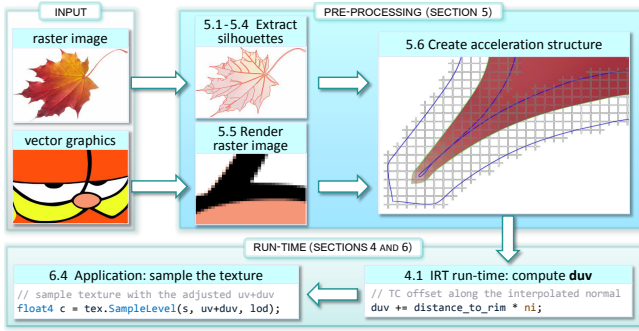 INPUT
raster image
vector graphics
PRE-PROCESSING (SECTION 5)
5.1-5.4 Extract
silhouettes
5.5 Render
raster image
5.6 Create acceleration structure
RUN-TIME (SECTIONS 4 AND 6)
6.4 Application: sample the texture
// sample texture with the adjusted uv+duv
float4 c = tex.SampleLevel(s, uv+duv, lod);
4.1 IRT run-time: compute duv
// TC offset along the interpolated normal
duv += distance_to_rim * ni;